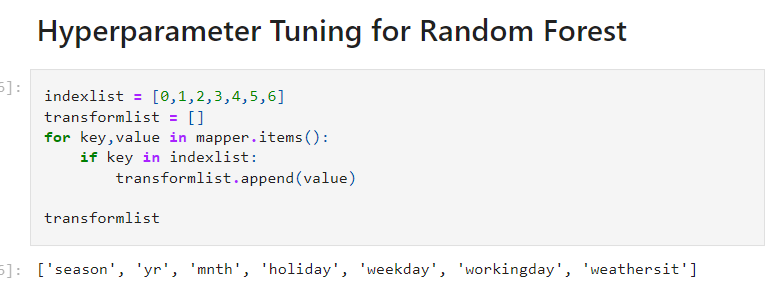 Hyperparameter Tuning for Random Forest
5]:
indexlist = [0,1,2,3,4,5,6]
transformlist = []
for key,value in mapper.items():
    if key in indexlist:
        transformlist.append(value)
transformlist
5]: ['season', 'yr', 'mnth', 'holiday', 'weekday', 'workingday', 'weathersit']